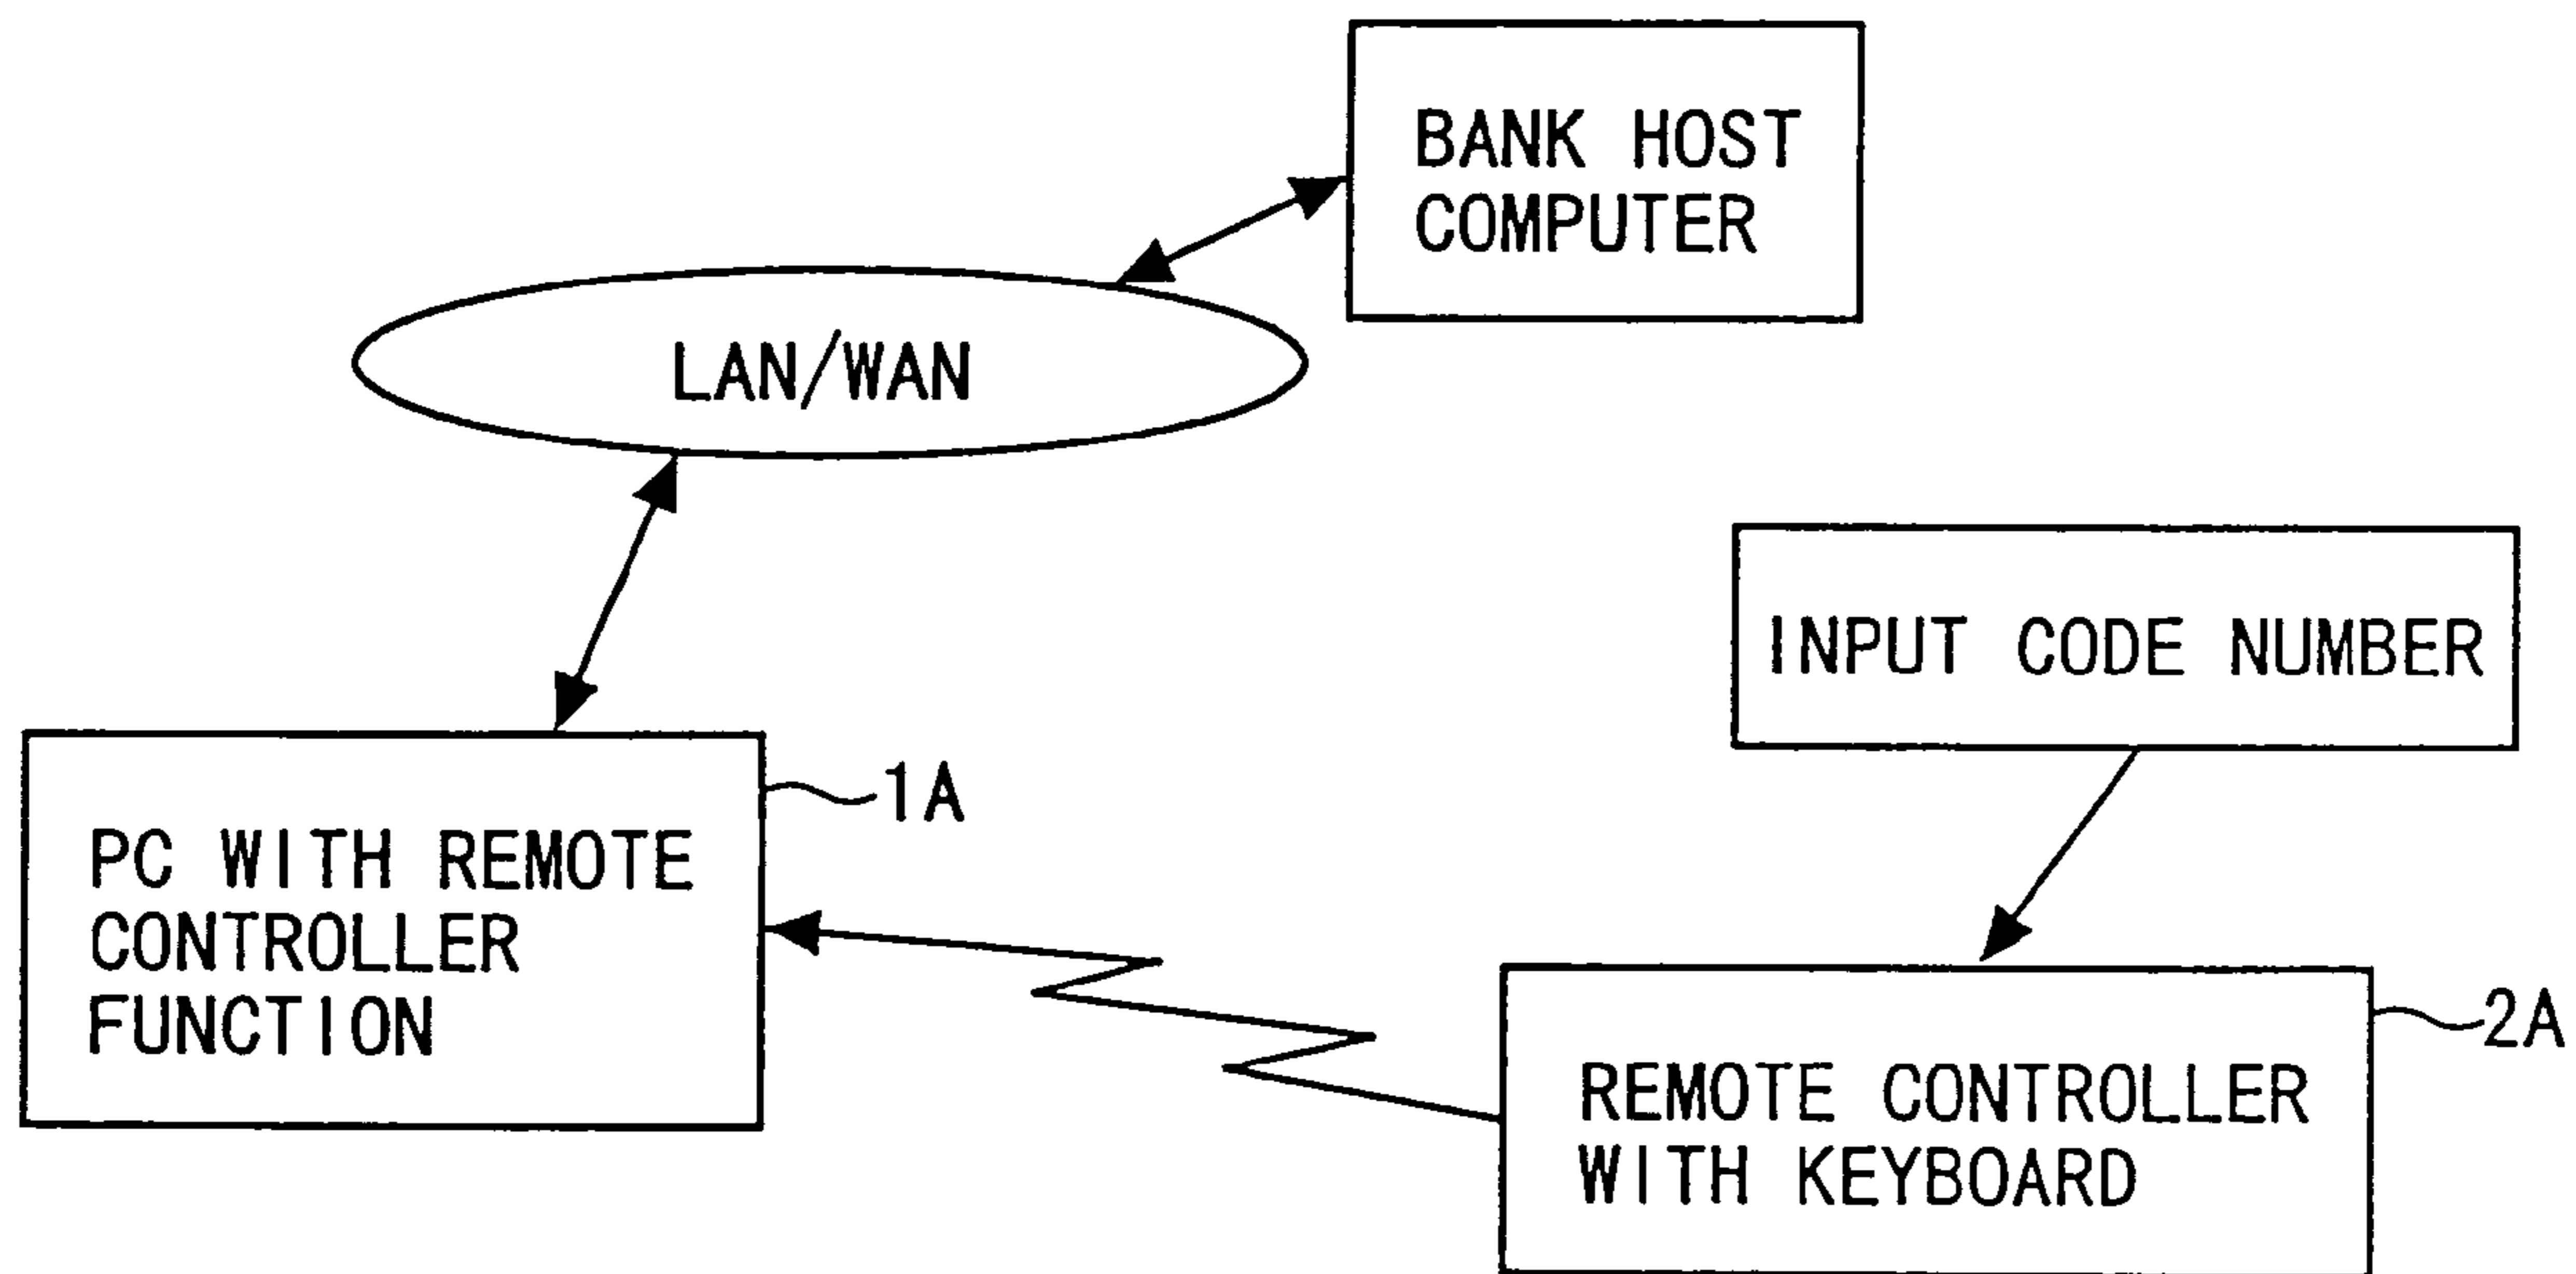 BANK HOST
COMPUTER
LAN/WAN
INPUT CODE NUMBER
1A
PC WITH REMOTE
CONTROLLER
FUNCTION
2A
REMOTE CONTROLLER
WITH KEYBOARD